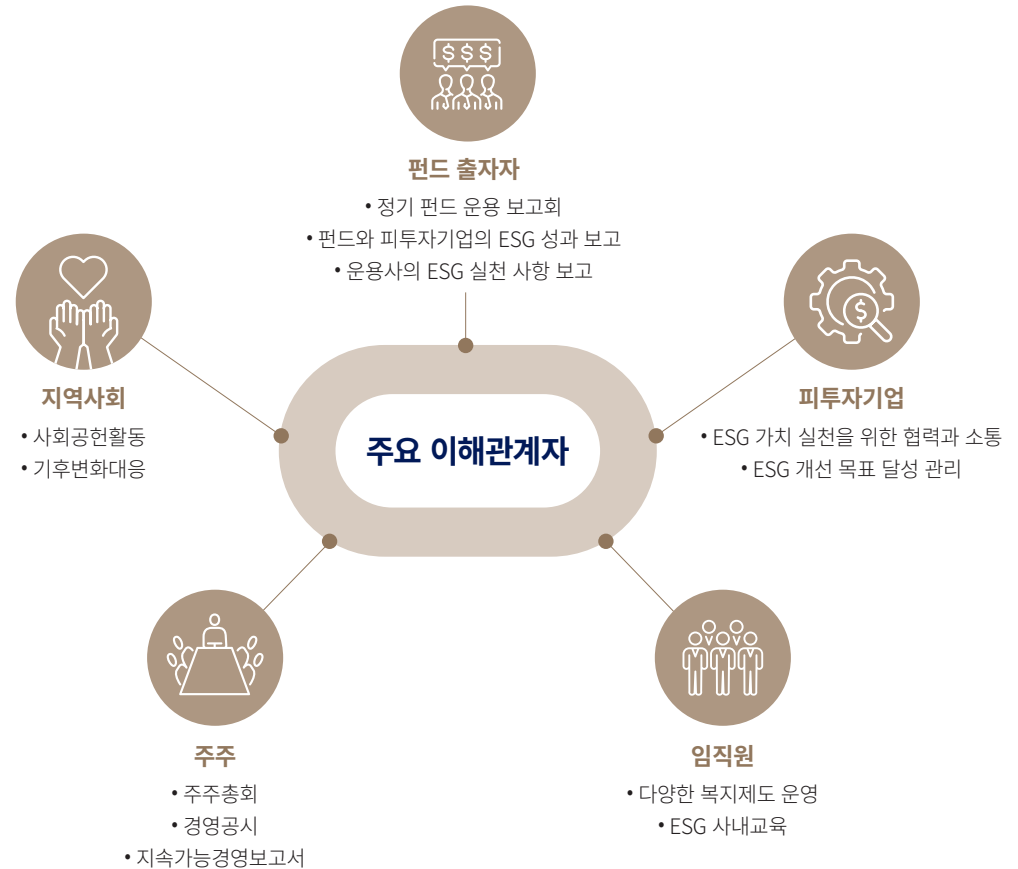 $ $ $
펀드 출자자
• 정기 펀드 운용 보고회
• 펀드와 피투자기업의 ESG 성과 보고
• 운용사의 ESG 실천 사항 보고
지역사회
• 사회공헌활동
• 기후변화대응
$
피투자기업
• ESG 가치 실천을 위한 협력과 소통
• ESG 개선 목표 달성 관리
주요 이해관계자
주주
• 주주총회
• 경영공시
• 지속가능경영보고서
임직원
• 다양한 복지제도 운영
• ESG 사내교육